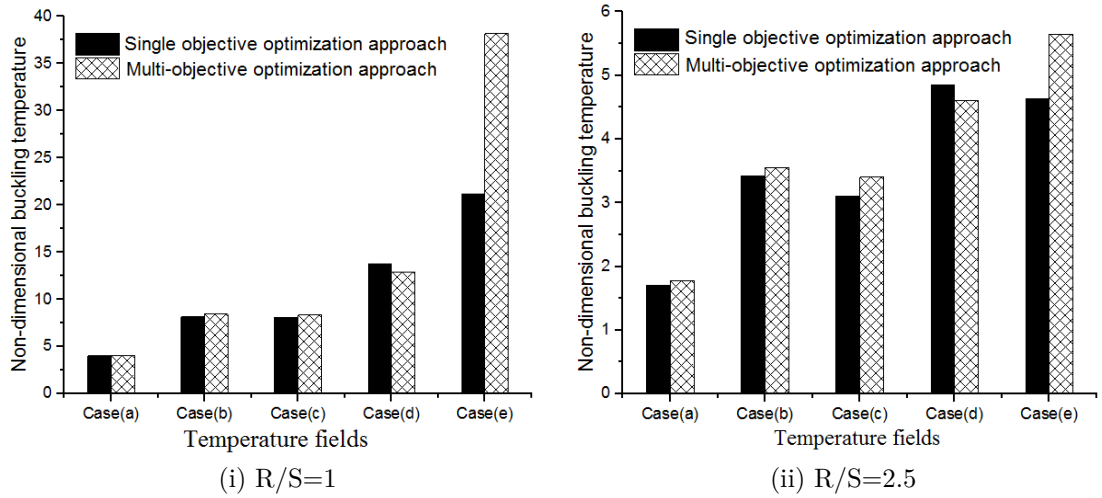 40
35
30
25
20
15
10
5
0
Non-dimensional buckling temperature
Single objective optimization approach
Multi-objective optimization approach
Case(a) Case(b) Case(c) Case(d) Case(e)
Temperature fields
(i) R/S=1
6
5
4
3
2
1
0
Non-dimensional buckling temperature
Single objective optimization approach
Multi-objective optimization approach
Case(a) Case(b) Case(c) Case(d) Case(e)
Temperature fields
(ii) R/S=2.5